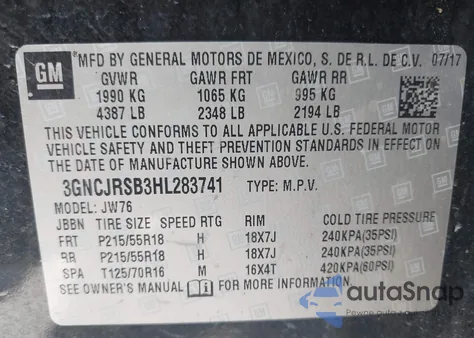 GM
MFD BY GENERAL MOTORS DE MEXICO, S. DE R.L. DE C.V. 07/17
GVWR GAWR FRT GAWR RR
1990 KG 1065 KG 995 KG
4387 LB 2348 LB 2194 LB
THIS VEHICLE CONFORMS TO ALL U.S. FEDERAL MOTOR
VEHICLE SAFETY AND THEFT PREVENTION STANDARDS IN
EFFECT ON THE DATE OF MANUFACTURE SHOWN ABOVE.
3GNCJRSB3HL283741 TYPE: M.P.V.
MODEL: JW76
JBBN TIRE SIZE SPEED RTG RIM COLD TIRE PRESSURE
FRT P215/55R18 H 18X7J 240KPA(35PSI)
RR P215/55R18 H 18X7J 240KPA(35PSI)
SPA T125/70R16 M 16X4T 420KPA(60PSI)
SEE OWNER'S MANUAL FOR MORE INFORMATION.
autoSnap